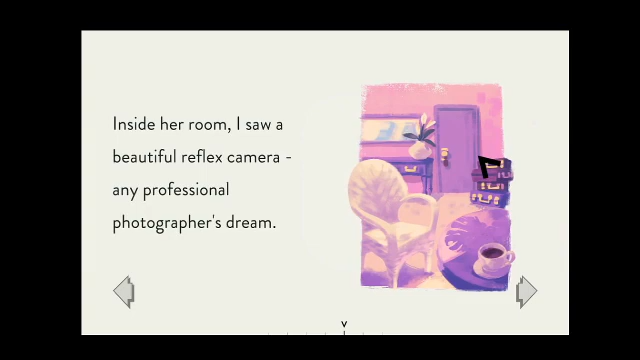 Inside her room, I saw a
beautiful reflex camera -
any professional
photographer's dream.